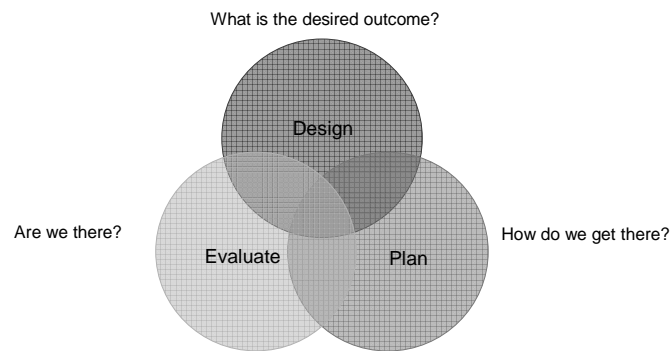 What is the desired outcome?
Design
Are we there?
How do we get there?
Evaluate
Plan